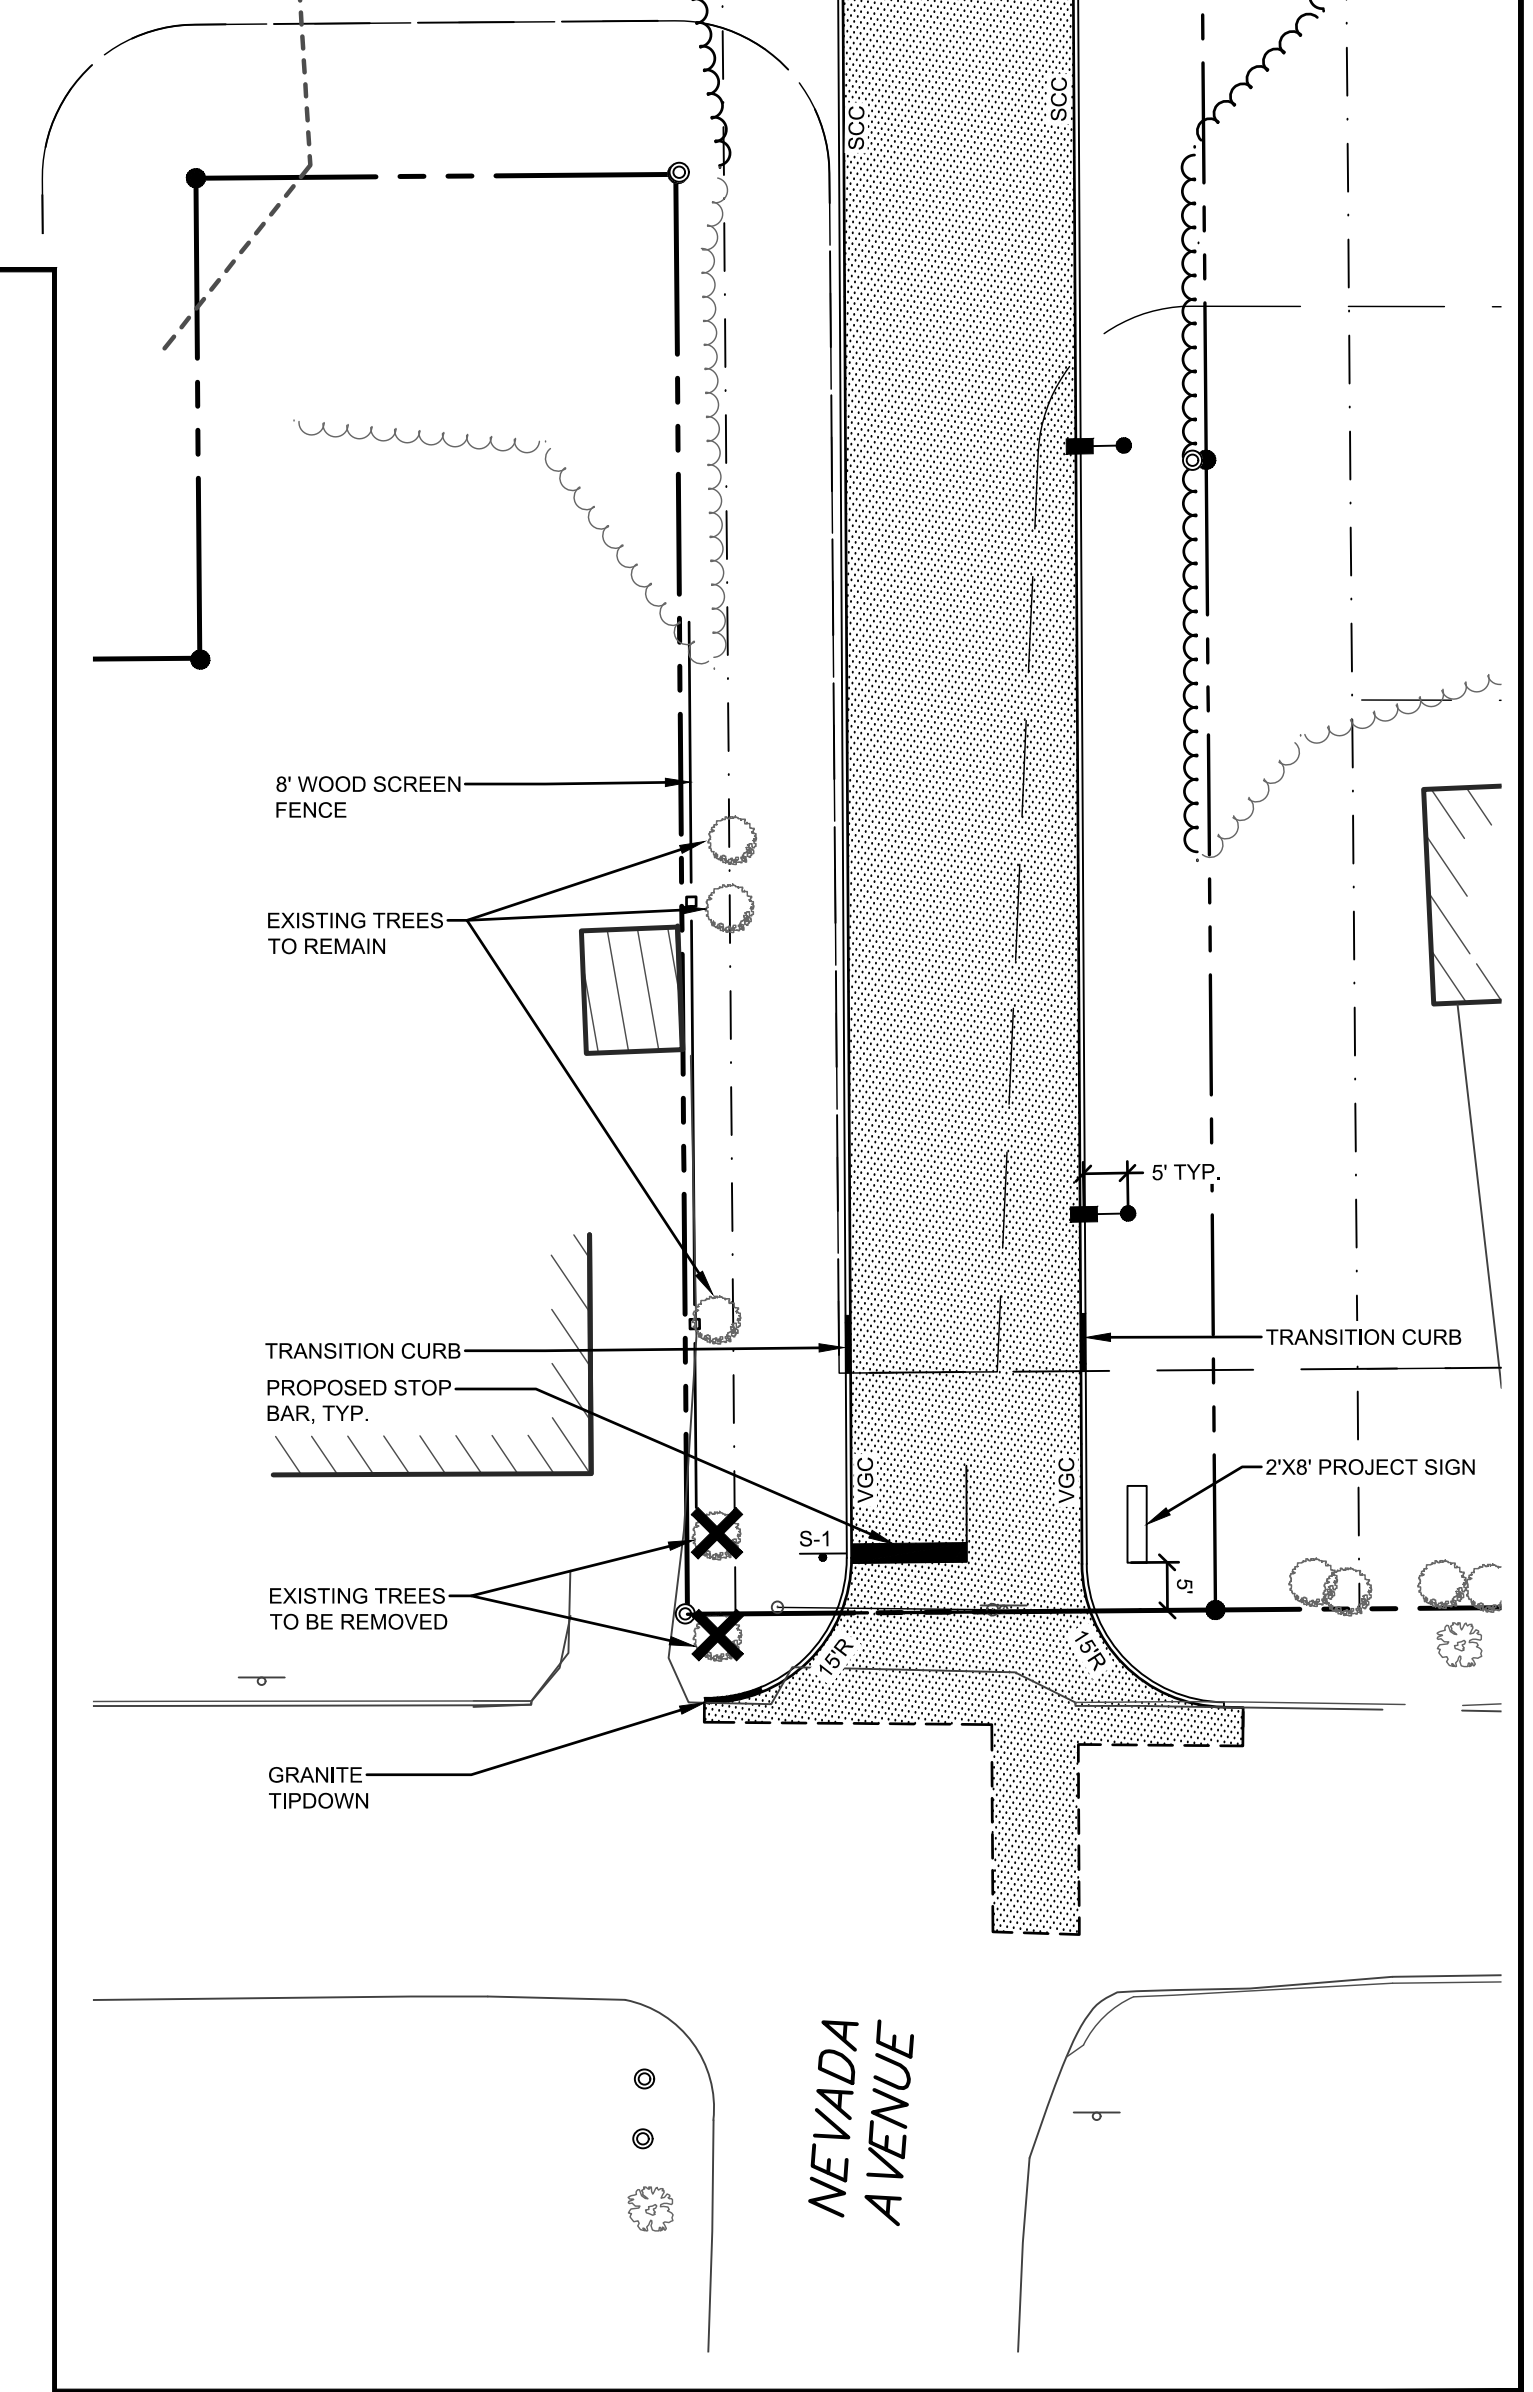 SCC
SCC
8' WOOD SCREEN
FENCE
EXISTING TREES
TO REMAIN
5' TYP.
TRANSITION CURB
TRANSITION CURB
PROPOSED STOP
BAR, TYP.
VGC
VGC
2'X8' PROJECT SIGN
S-1
5'
EXISTING TREES
TO BE REMOVED
15'R
15'R
GRANITE
TIPDOWN
NEVADA
AVENUE